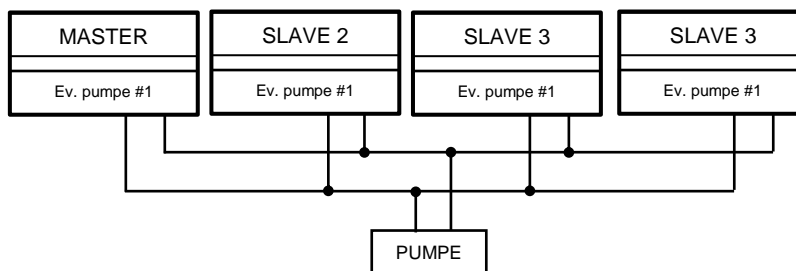 MASTER
SLAVE 2
SLAVE 3
SLAVE 3
Ev. pumpe #1
Ev. pumpe #1
Ev. pumpe #1
Ev. pumpe #1
PUMPE